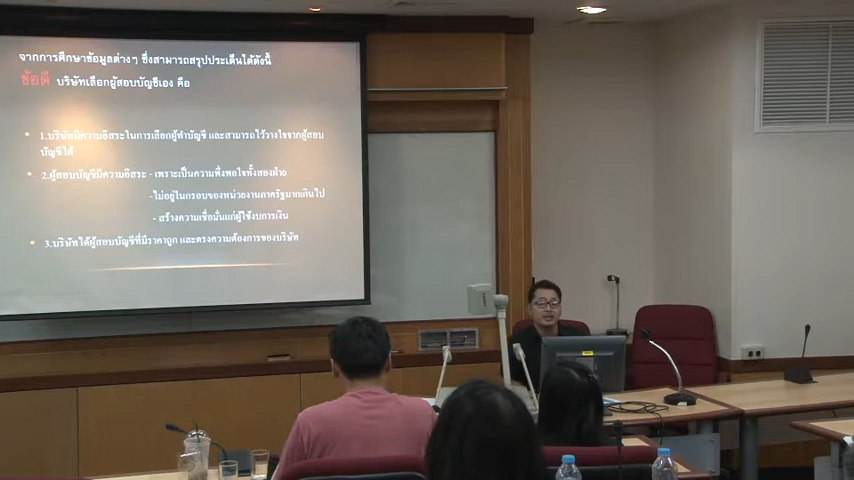 จากการศึกษาข้อมูลต่างๆ ซึ่งสามารถสรุปประเด็นได้ดังนี้
ข้อดี บริษัทเลือกผู้สอบบัญชีเอง คือ
1.บริษัทมีความอิสระในการเลือกผู้ทำบัญชี และสามารถไว้วางใจจากผู้สอบ
บัญชีได้
2.ผู้สอบบัญชีมีความอิสระ - เพราะเป็นความพึงพอใจทั้งสองฝ่าย
-ไม่อยู่ในกรอบของหน่วยงานภาครัฐมากเกินไป
- สร้างความเชื่อมั่นแก่ผู้ใช้งบการเงิน
3.บริษัทได้ผู้สอบบัญชีที่มีราคาถูก และตรงความต้องการของบริษัท